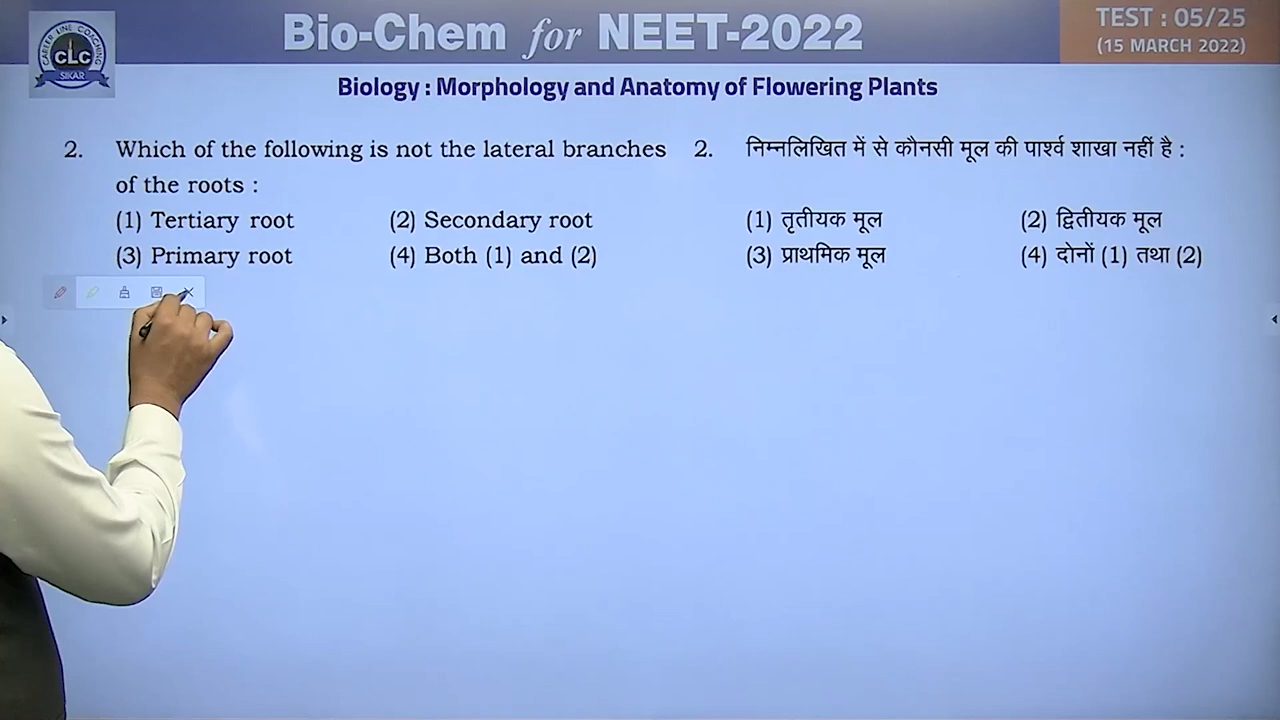 Bio-Chem for NEET-2022
TEST : 05/25
(15 MARCH 2022)
CAREER LINE COACHING
CLC
SIKAR
Biology : Morphology and Anatomy of Flowering Plants
2. Which of the following is not the lateral branches
of the roots :
(1) Tertiary root (2) Secondary root
(3) Primary root (4) Both (1) and (2)
2. निम्नलिखित में से कौनसी मूल की पार्श्व शाखा नहीं है :
(1) तृतीयक मूल (2) द्वितीयक मूल
(3) प्राथमिक मूल (4) दोनों (1) तथा (2)